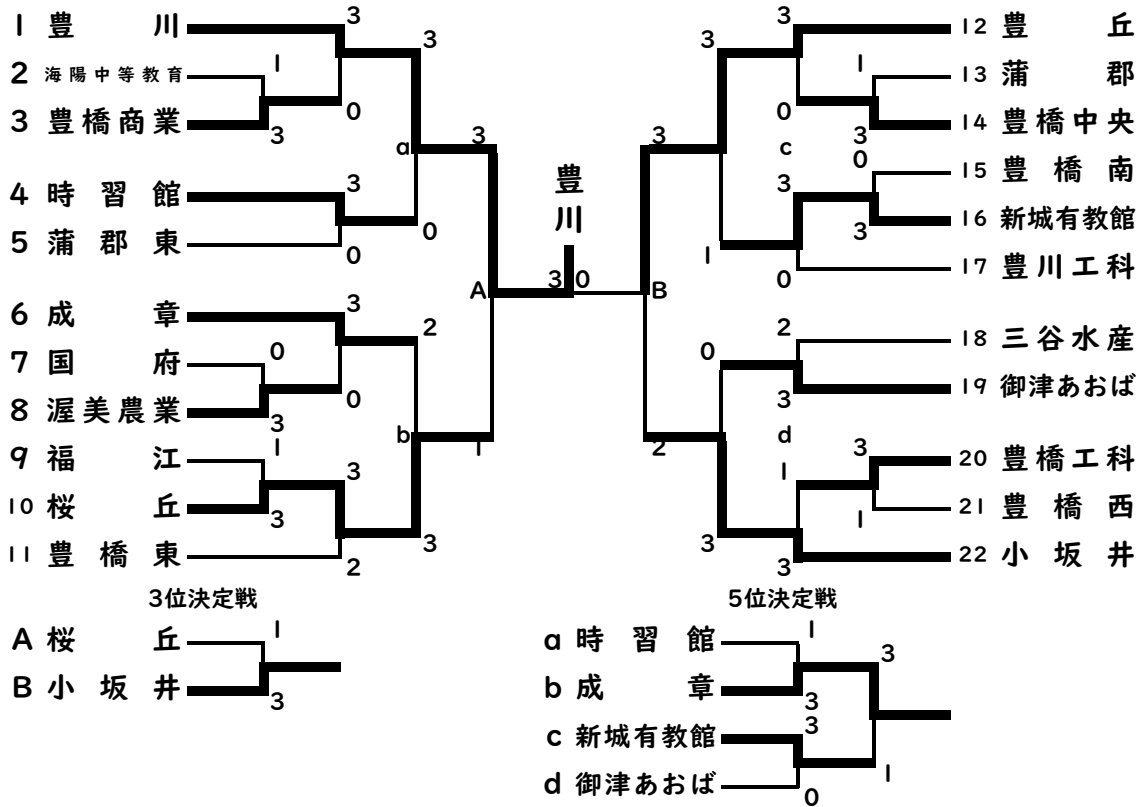 1 豊川
2 海陽中等教育
3 豊橋商業
4 時習館
5 蒲郡東
6 成章
7 国府
8 渥美農業
9 福江
10 桜丘
11 豊橋東
3
1
0
3
3
0
3
0
3
0
1
3
3
2
3
a
0
2
b
3
3
A
1
豊川
3 0
3
B
2
3
c
1
0
d
3
3
0
3
0
2
3
1
3
1
3
0
3
3
1
12 豊丘
13 蒲郡
14 豊橋中央
15 豊橋南
16 新城有教館
17 豊川工科
18 三谷水産
19 御津あおば
20 豊橋工科
21 豊橋西
22 小坂井
3位決定戦
A 桜丘 1
B 小坂井 3
5位決定戦
a 時習館 1
b 成章 3
c 新城有教館 3
d 御津あおば 0
3
1